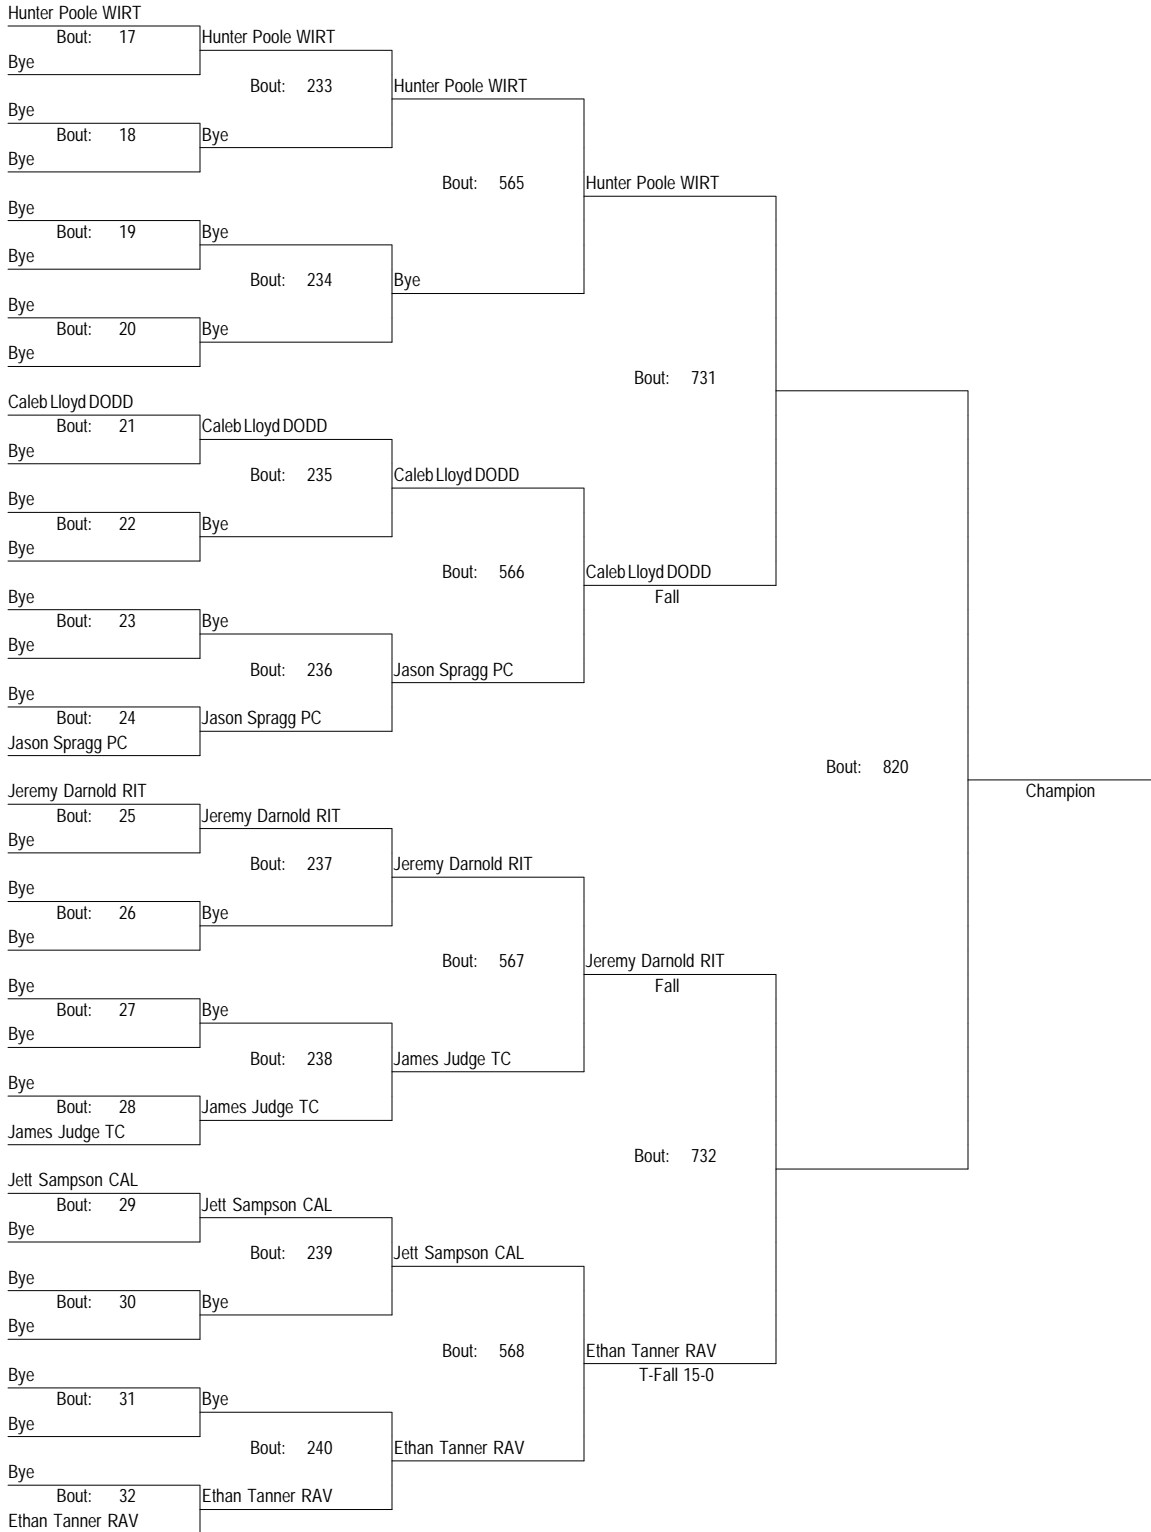 Hunter Poole WIRT
Bout: 17 Hunter Poole WIRT
Bye
Bout: 233 Hunter Poole WIRT
Bye
Bout: 18 Bye
Bye
Bout: 565 Hunter Poole WIRT
Bye
Bout: 19 Bye
Bye
Bout: 234 Bye
Bye
Bout: 20 Bye
Bye
Bout: 731
Caleb Lloyd DODD
Bout: 21 Caleb Lloyd DODD
Bye
Bout: 235 Caleb Lloyd DODD
Bye
Bout: 22 Bye
Bye
Bout: 566 Caleb Lloyd DODD
Bye Fall
Bout: 23 Bye
Bye
Bout: 236 Jason Spragg PC
Bye
Bout: 24 Jason Spragg PC
Jason Spragg PC
Bout: 820
Jeremy Darnold RIT Champion
Bout: 25 Jeremy Darnold RIT
Bye
Bout: 237 Jeremy Darnold RIT
Bye
Bout: 26 Bye
Bye
Bout: 567 Jeremy Darnold RIT
Bye Fall
Bout: 27 Bye
Bye
Bout: 238 James Judge TC
Bye
Bout: 28 James Judge TC
James Judge TC
Bout: 732
Jett Sampson CAL
Bout: 29 Jett Sampson CAL
Bye
Bout: 239 Jett Sampson CAL
Bye
Bout: 30 Bye
Bye
Bout: 568 Ethan Tanner RAV
Bye T-Fall 15-0
Bout: 31 Bye
Bye
Bout: 240 Ethan Tanner RAV
Bye
Bout: 32 Ethan Tanner RAV
Ethan Tanner RAV